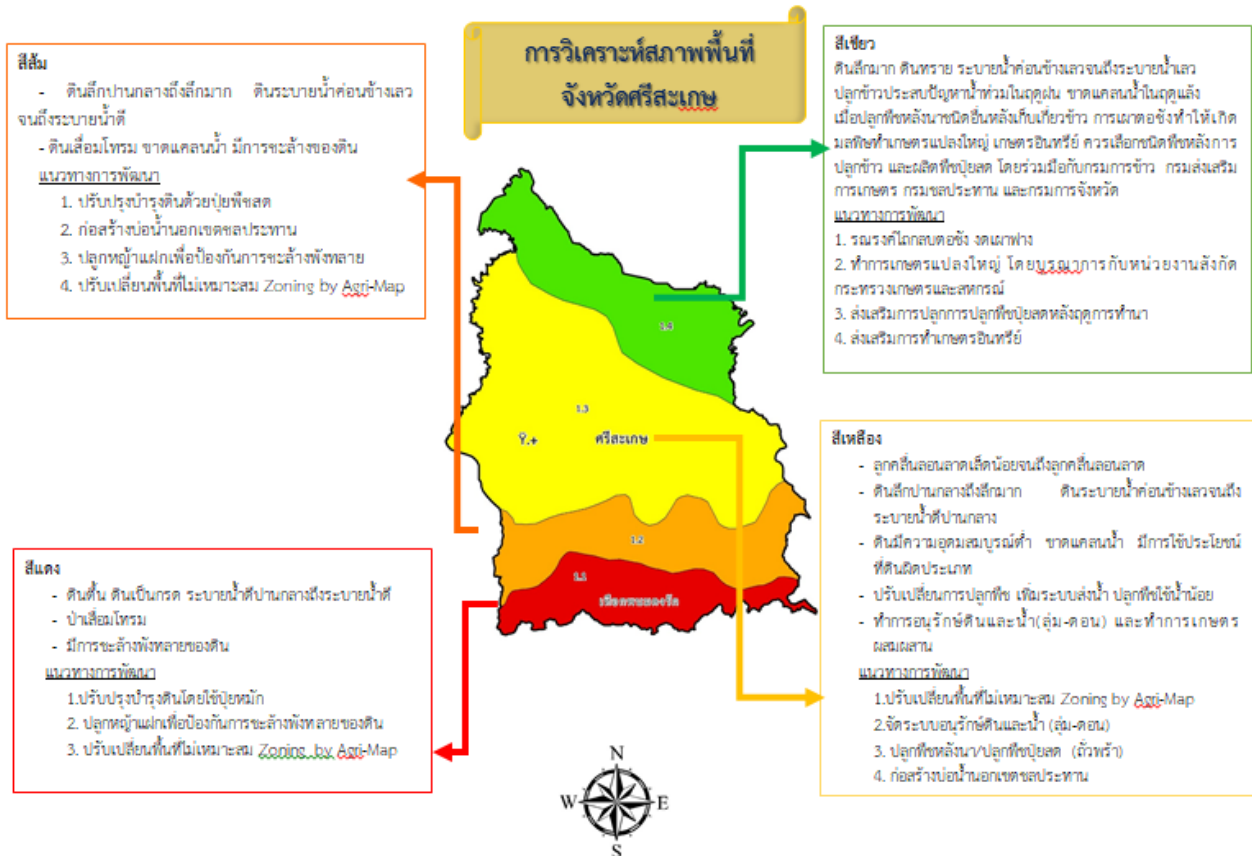 การวิเคราะห์สภาพพื้นที่
จังหวัดศรีสะเกษ
สีส้ม
- ดินลึกปานกลางถึงลึกมาก ดินระบายน้ำค่อนข้างเลว
จนถึงระบายน้ำดี
- ดินเสื่อมโทรม ขาดแคลนน้ำ มีการชะล้างของดิน
แนวทางการพัฒนา
1. ปรับปรุงบำรุงดินด้วยปุ๋ยพืชสด
2. ก่อสร้างบ่อน้ำนอกเขตชลประทาน
3. ปลูกหญ้าแฝกเพื่อป้องกันการชะล้างพังทลาย
4. ปรับเปลี่ยนพื้นที่ไม่เหมาะสม Zoning by Agri-Map
สีเขียว
ดินลึกมาก ดินทราย ระบายน้ำค่อนข้างเลวจนถึงระบายน้ำเลว
ปลูกข้าวประสบปัญหาน้ำท่วมในฤดูฝน ขาดแคลนน้ำในฤดูแล้ง
เมื่อปลูกพืชหลังนาชนิดอื่นหลังเก็บเกี่ยวข้าว การเผาตอซังทำให้เกิด
มลพิษทำเกษตรแปลงใหญ่ เกษตรอินทรีย์ ควรเลือกชนิดพืชหลังการ
ปลูกข้าว และผลิตพืชปุ๋ยสด โดยร่วมมือกับกรมการข้าว กรมส่งเสริม
การเกษตร กรมชลประทาน และกรมการจังหวัด
แนวทางการพัฒนา
1. รณรงค์ไถกลบตอซัง งดเผาฟาง
2. ทำการเกษตรแปลงใหญ่ โดยบูรณาการกับหน่วยงานสังกัด
กระทรวงเกษตรและสหกรณ์
3. ส่งเสริมการปลูกการปลูกพืชปุ๋ยสดหลังฤดูการทำนา
4. ส่งเสริมการทำเกษตรอินทรีย์
1.4
1.3
ศรีสะเกษ
1.2
1.1
สีแดง
- ดินตื้น ดินเป็นกรด ระบายน้ำดีปานกลางถึงระบายน้ำดี
- ป่าเสื่อมโทรม
- มีการชะล้างพังทลายของดิน
แนวทางการพัฒนา
1.ปรับปรุงบำรุงดินโดยใช้ปุ๋ยหมัก
2. ปลูกหญ้าแฝกเพื่อป้องกันการชะล้างพังทลายของดิน
3. ปรับเปลี่ยนพื้นที่ไม่เหมาะสม Zoning by Agri-Map
สีเหลือง
- ลูกคลื่นลอนลาดเล็ดน้อยจนถึงลูกคลื่นลอนลาด
- ดินลึกปานกลางถึงลึกมาก ดินระบายน้ำค่อนข้างเลวจนถึง
ระบายน้ำดีปานกลาง
- ดินมีความอุดมสมบูรณ์ต่ำ ขาดแคลนน้ำ มีการใช้ประโยชน์
ที่ดินผิดประเภท
- ปรับเปลี่ยนการปลูกพืช เพิ่มระบบส่งน้ำ ปลูกพืชใช้น้ำน้อย
- ทำการอนุรักษ์ดินและน้ำ(ลุ่ม-ดอน) และทำการเกษตร
ผสมผสาน
แนวทางการพัฒนา
1.ปรับเปลี่ยนพื้นที่ไม่เหมาะสม Zoning by Agri-Map
2.จัดระบบอนุรักษ์ดินและน้ำ (ลุ่ม-ดอน)
3. ปลูกพืชหลังนา/ปลูกพืชปุ๋ยสด (ถั่วพร้า)
4. ก่อสร้างบ่อน้ำนอกเขตชลประทาน
N
W E
S